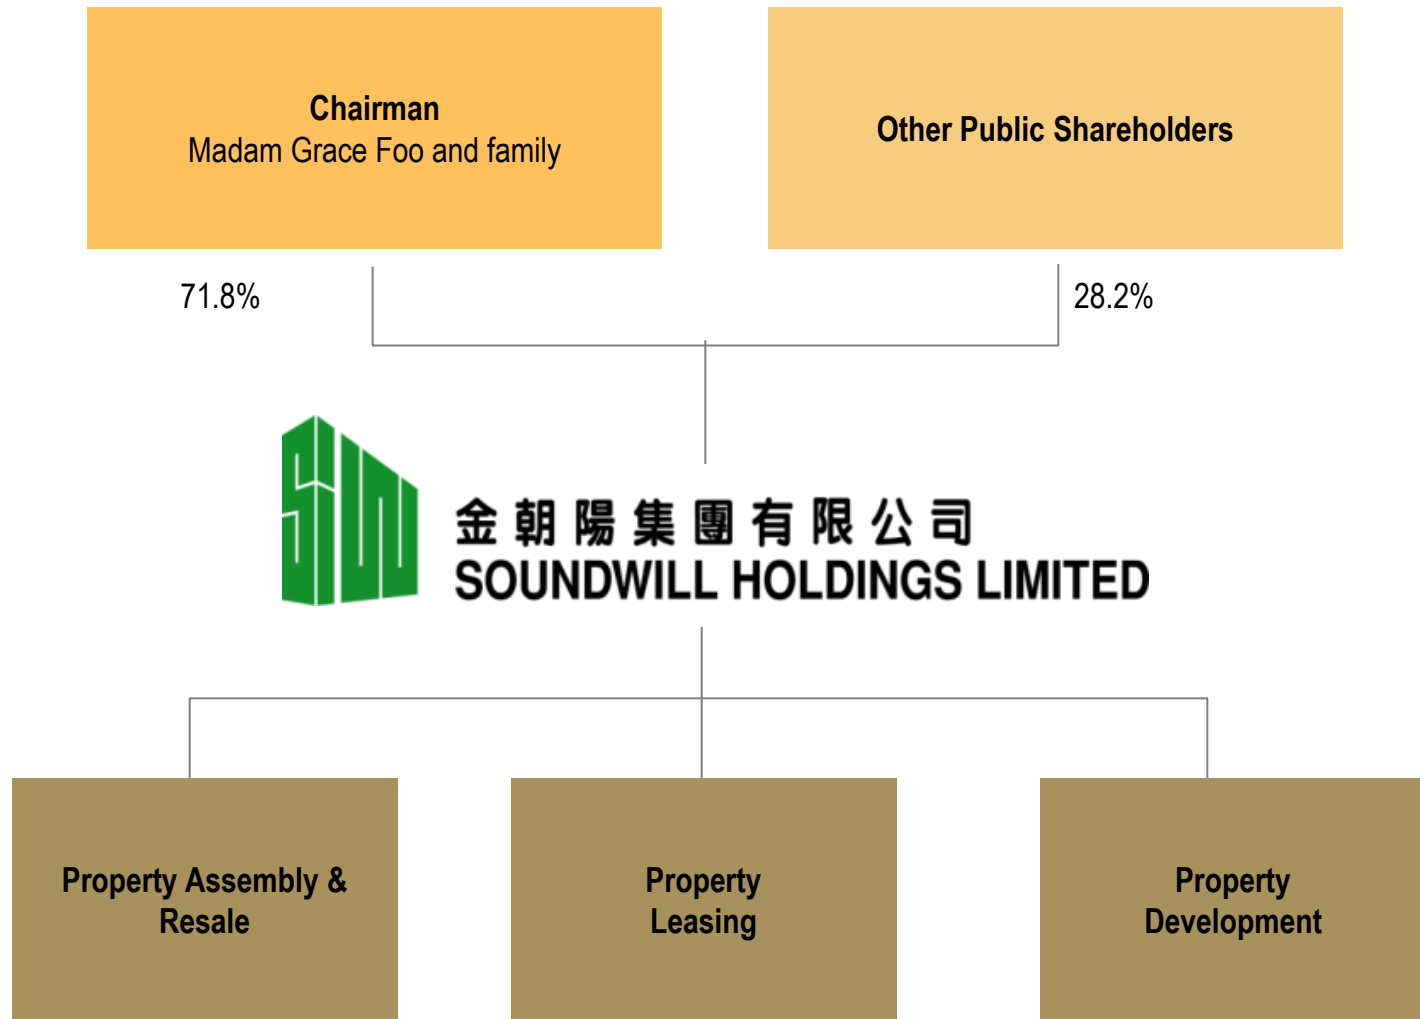 Chairman
Madam Grace Foo and family
Other Public Shareholders
71.8%
28.2%
金朝陽集團有限公司
SOUNDWILL HOLDINGS LIMITED
Property Assembly &
Resale
Property
Leasing
Property
Development